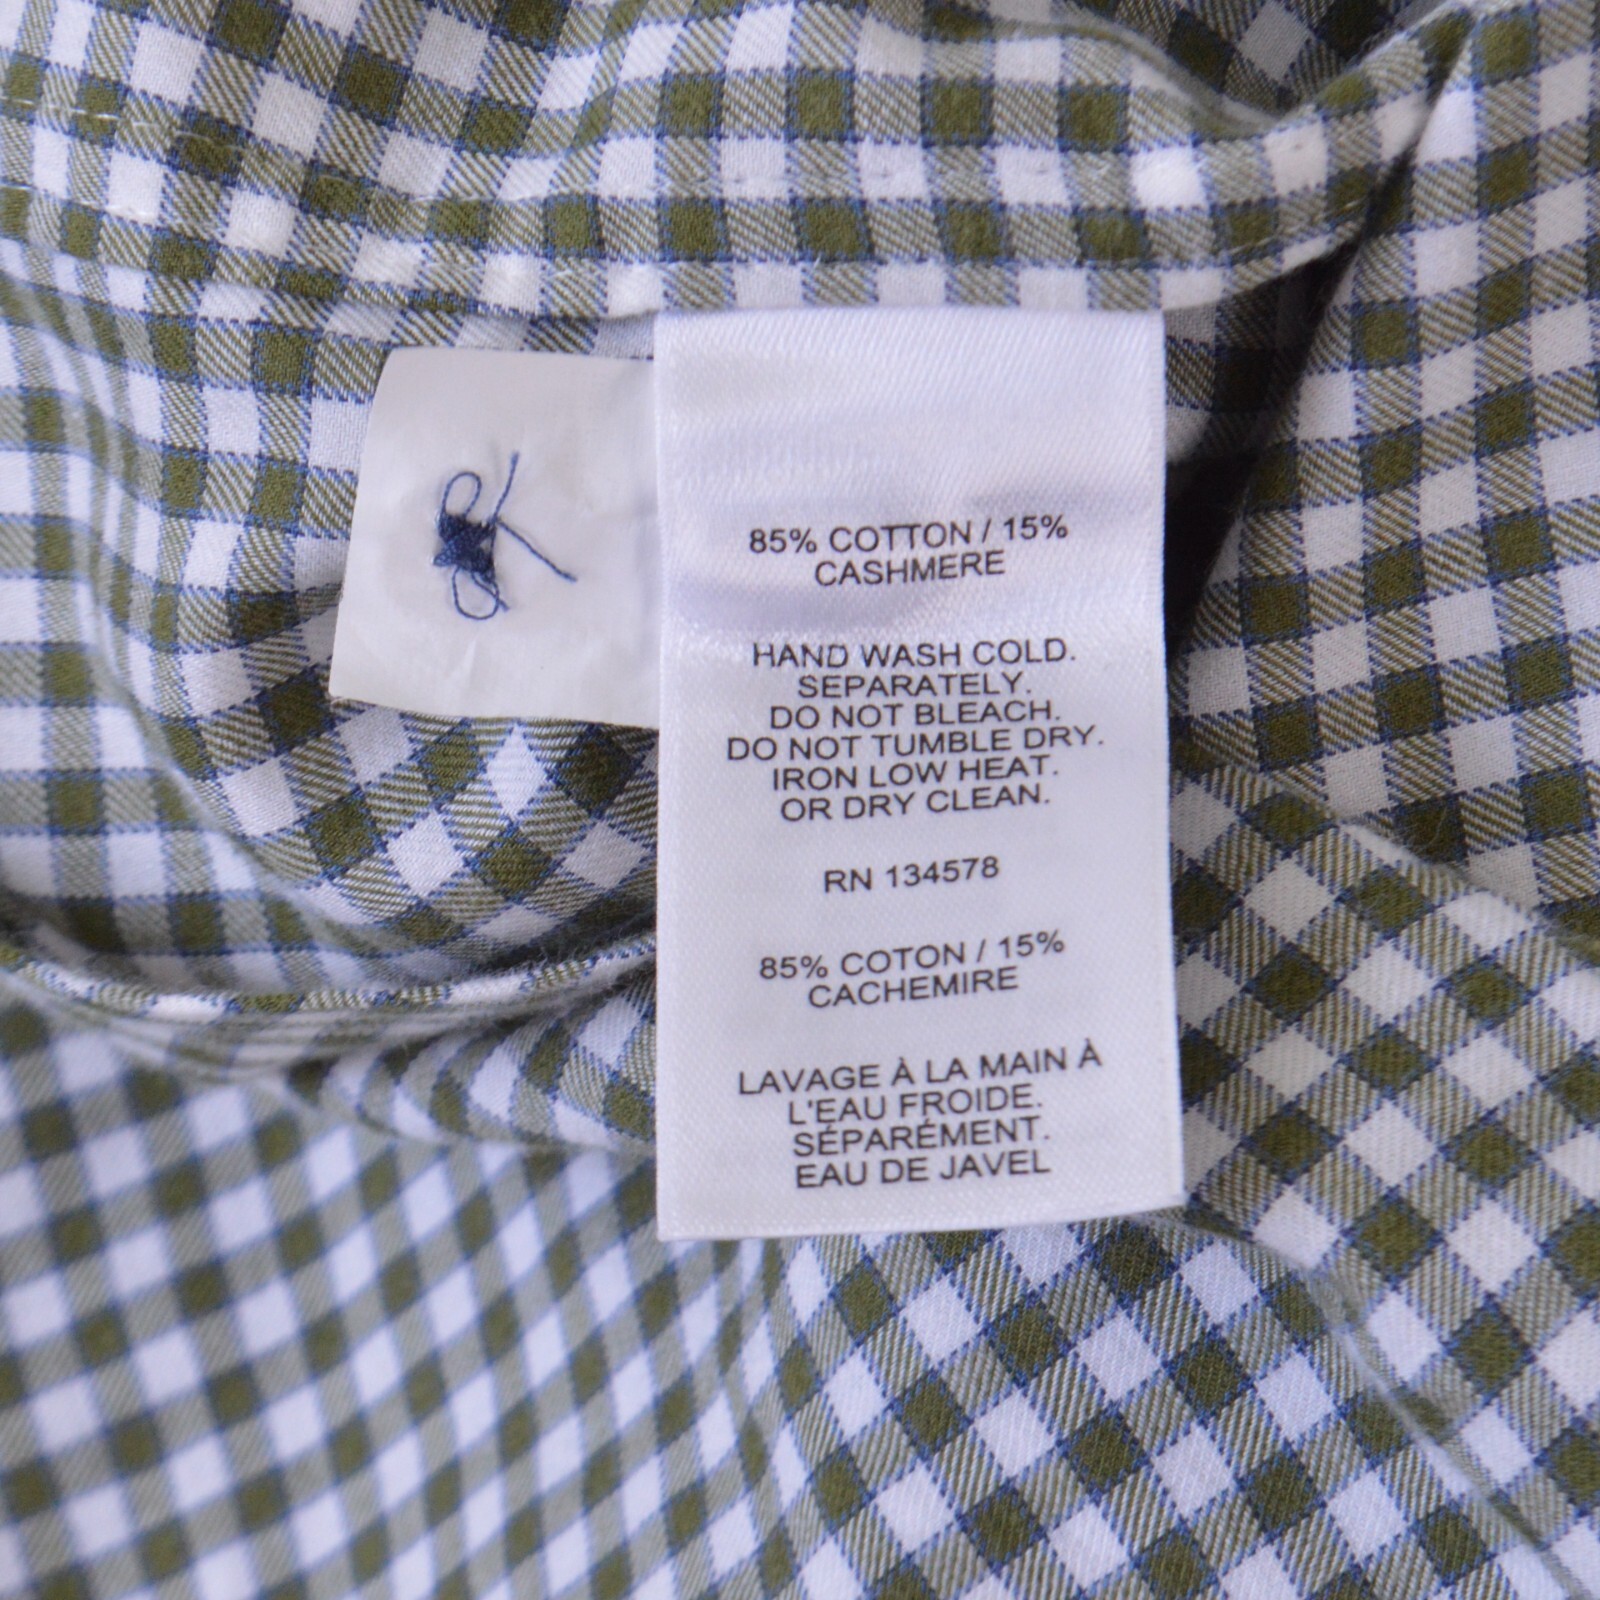 85% COTTON / 15%
CASHMERE
HAND WASH COLD.
SEPARATELY.
DO NOT BLEACH.
DO NOT TUMBLE DRY.
IRON LOW HEAT.
OR DRY CLEAN.
RN 134578
85% COTON / 15%
CACHEMIRE
LAVAGE À LA MAIN À
L'EAU FROIDE.
SÉPARÉMENT.
EAU DE JAVEL